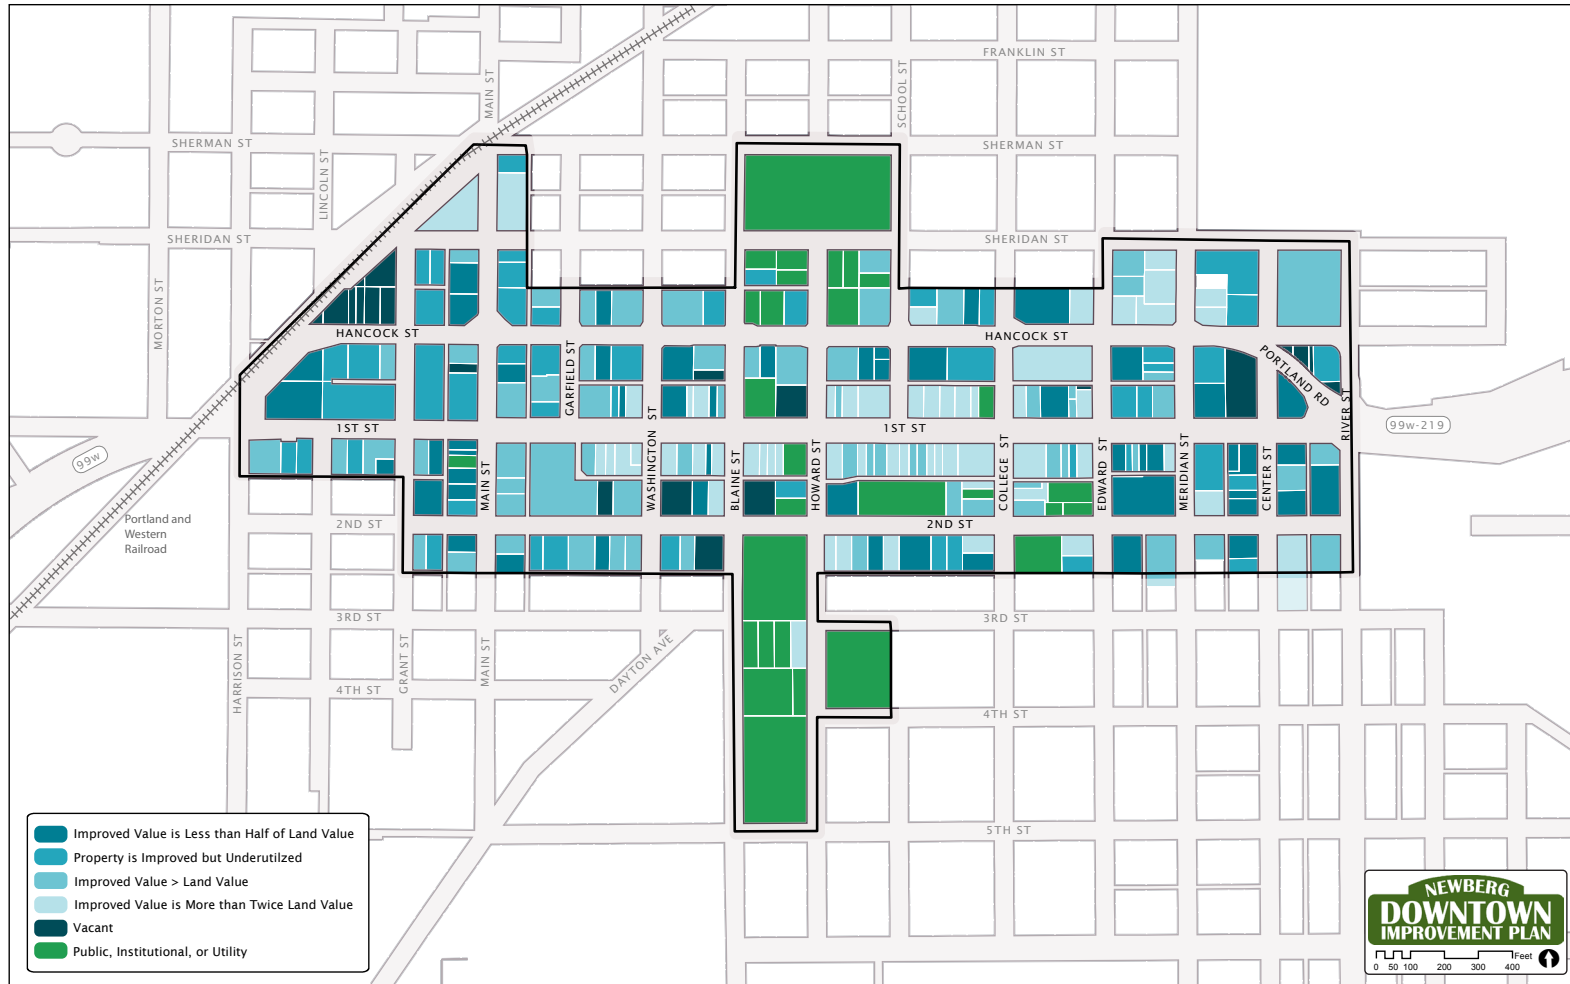 FRANKLIN ST
MAIN ST
SCHOOL ST
SHERMAN ST
SHERMAN ST
LINCOLN ST
SHERIDAN ST
SHERIDAN ST
MORTON ST
HANCOCK ST
HANCOCK ST
PORTLAND RD
GARFIELD ST
RIVER ST
1ST ST
1ST ST
99w-219
99w
WASHINGTON ST
MAIN ST
BLAINE ST
HOWARD ST
COLLEGE ST
EDWARD ST
MERIDIAN ST
CENTER ST
Portland and
Western
Railroad
2ND ST
2ND ST
3RD ST
3RD ST
HARRISON ST
GRANT ST
MAIN ST
DAYTON AVE
4TH ST
4TH ST
5TH ST
Improved Value is Less than Half of Land Value
Property is Improved but Underutilzed
Improved Value > Land Value
Improved Value is More than Twice Land Value
Vacant
Public, Institutional, or Utility
NEWBERG
DOWNTOWN
IMPROVEMENT PLAN
Feet
0 50 100 200 300 400